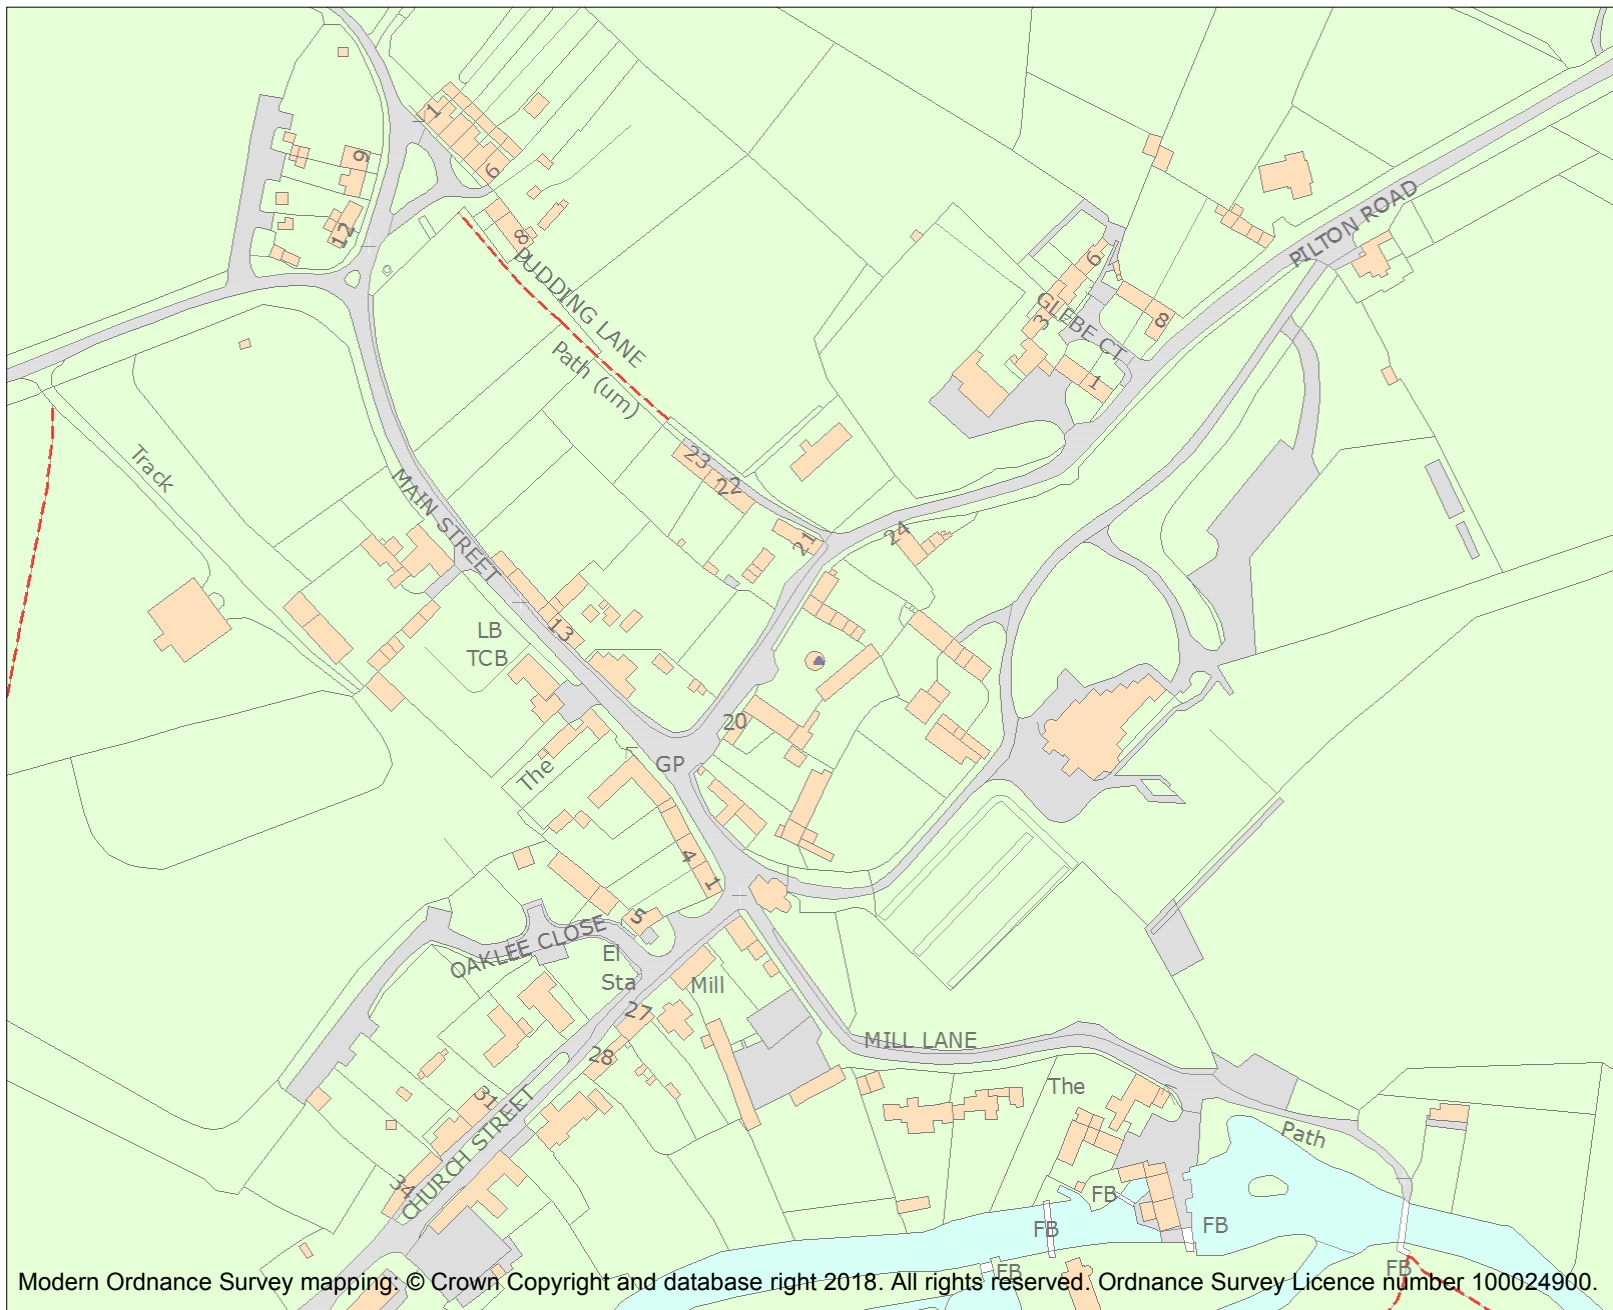 1
9
6
12
8
PUDDING LANE
Path (um)
PILTON ROAD
6
GLEBE CT
3
8
1
Track
MAIN STREET
23
22
21
24
LB
TCB
13
20
GP
The
4
1
5
OAKLEE CLOSE
El
Sta
Mill
27
28
MILL LANE
The
31
CHURCH STREET
34
Path
FB
FB
FB
FB
FB
Modern Ordnance Survey mapping: © Crown Copyright and database right 2018. All rights reserved. Ordnance Survey Licence number 100024900.